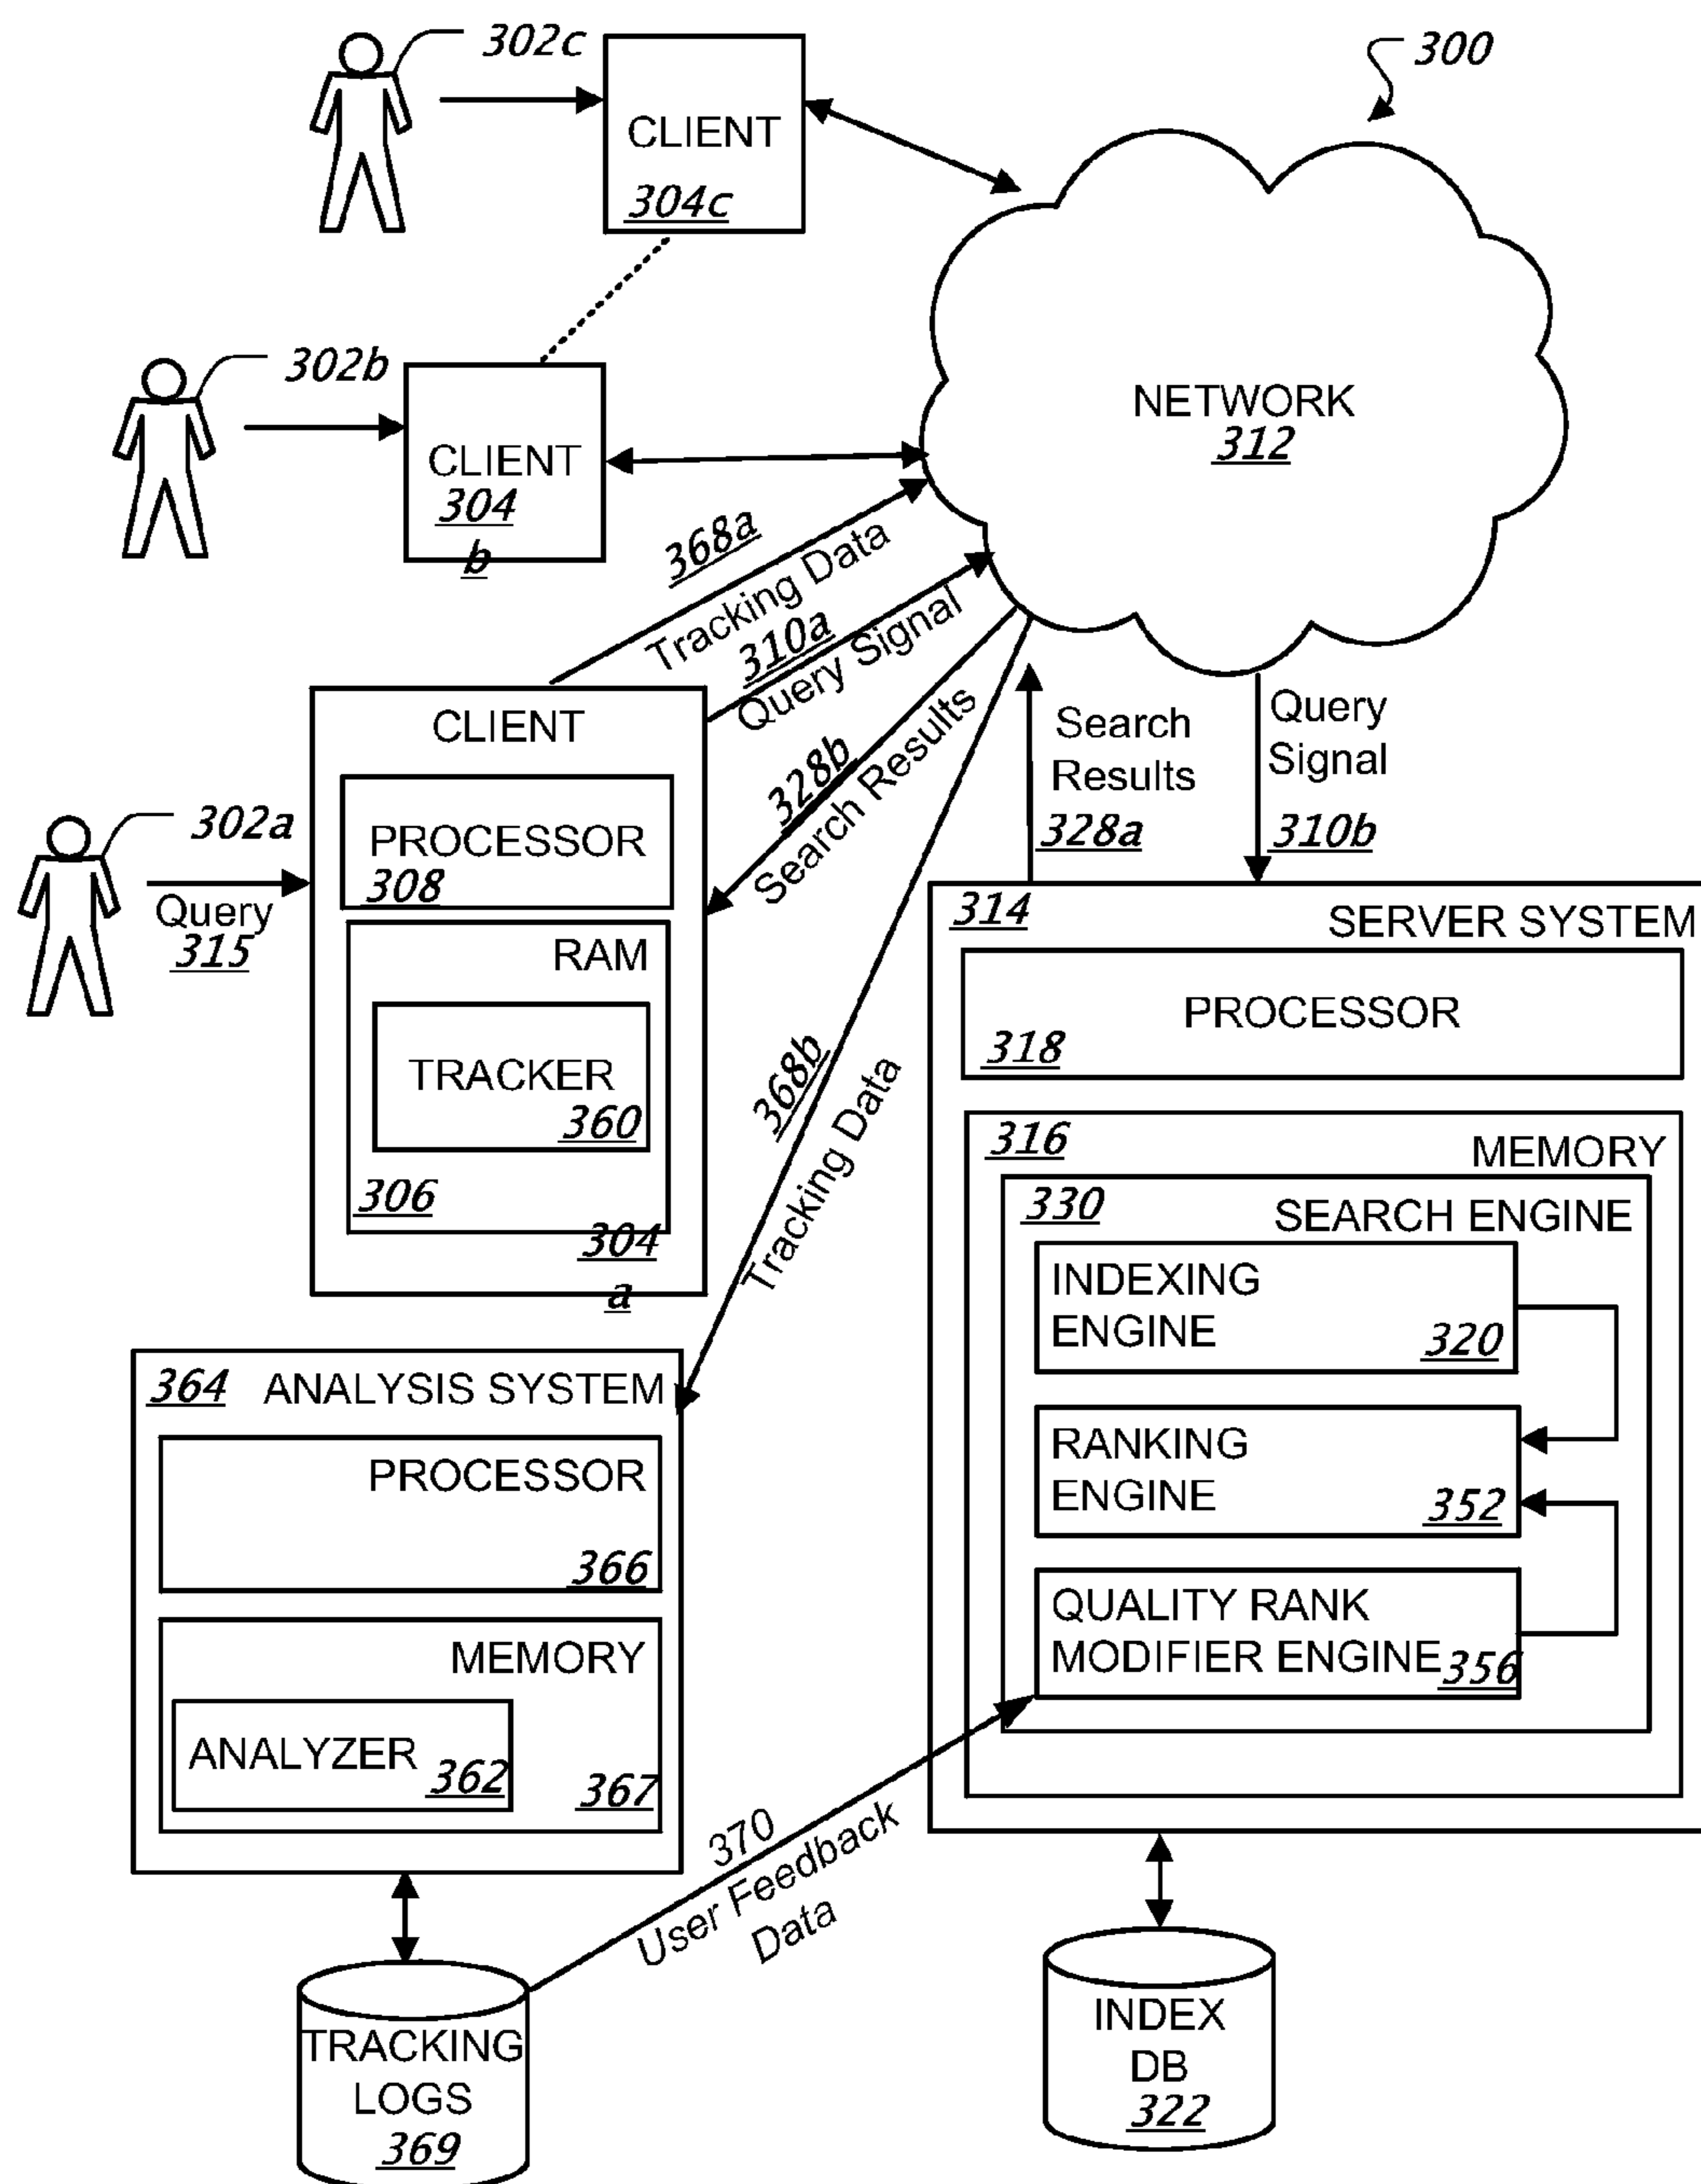 302c
300
CLIENT
304c
302b
CLIENT
304
b
NETWORK
312
368a
Tracking Data
310a
Query Signal
328b
Search Results
Search
Results
328a
Query
Signal
310b
302a
Query
315
CLIENT
PROCESSOR
308
RAM
TRACKER
360
306
304
a
368b
Tracking Data
314
SERVER SYSTEM
PROCESSOR
318
316
MEMORY
330
SEARCH ENGINE
INDEXING
ENGINE
320
RANKING
ENGINE
352
QUALITY RANK
MODIFIER ENGINE
356
364
ANALYSIS SYSTEM
PROCESSOR
366
MEMORY
ANALYZER
362
367
370
User Feedback
Data
TRACKING
LOGS
369
INDEX
DB
322